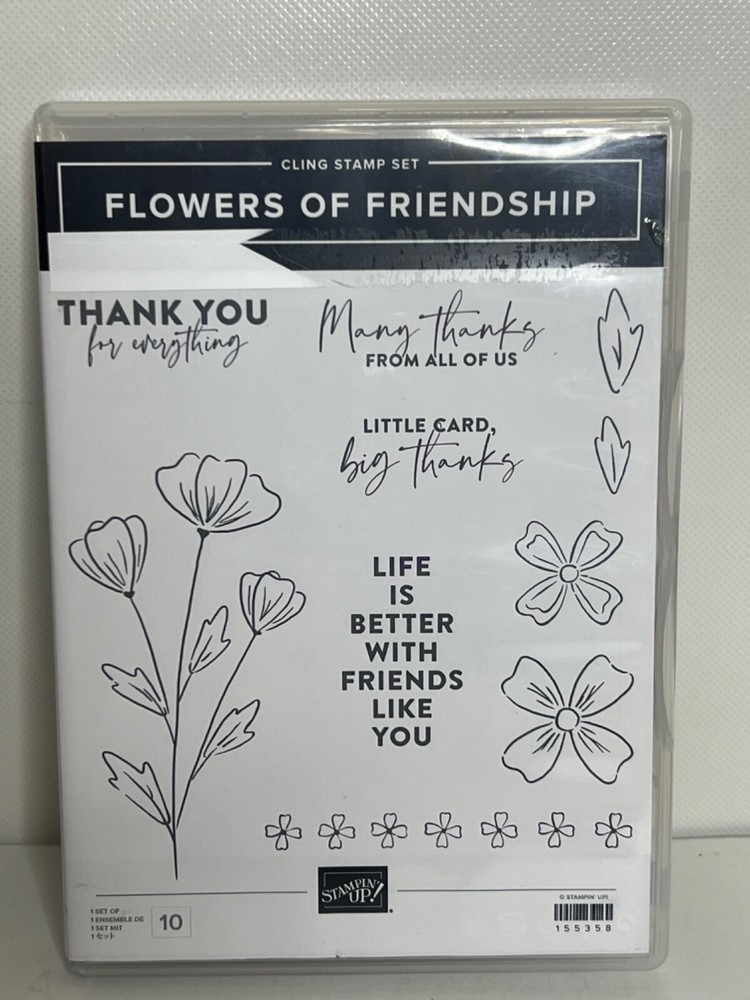 CLING STAMP SET
FLOWERS OF FRIENDSHIP
THANK YOU
for everything
Many thanks
FROM ALL OF US
LITTLE CARD,
big thanks
LIFE
IS
BETTER
WITH
FRIENDS
LIKE
YOU
STAMPIN'
UP!
1 SET OF
1 ENSEMBLE DE
1 SET MIT
1 セット
10
© STAMPIN' UP!
155358